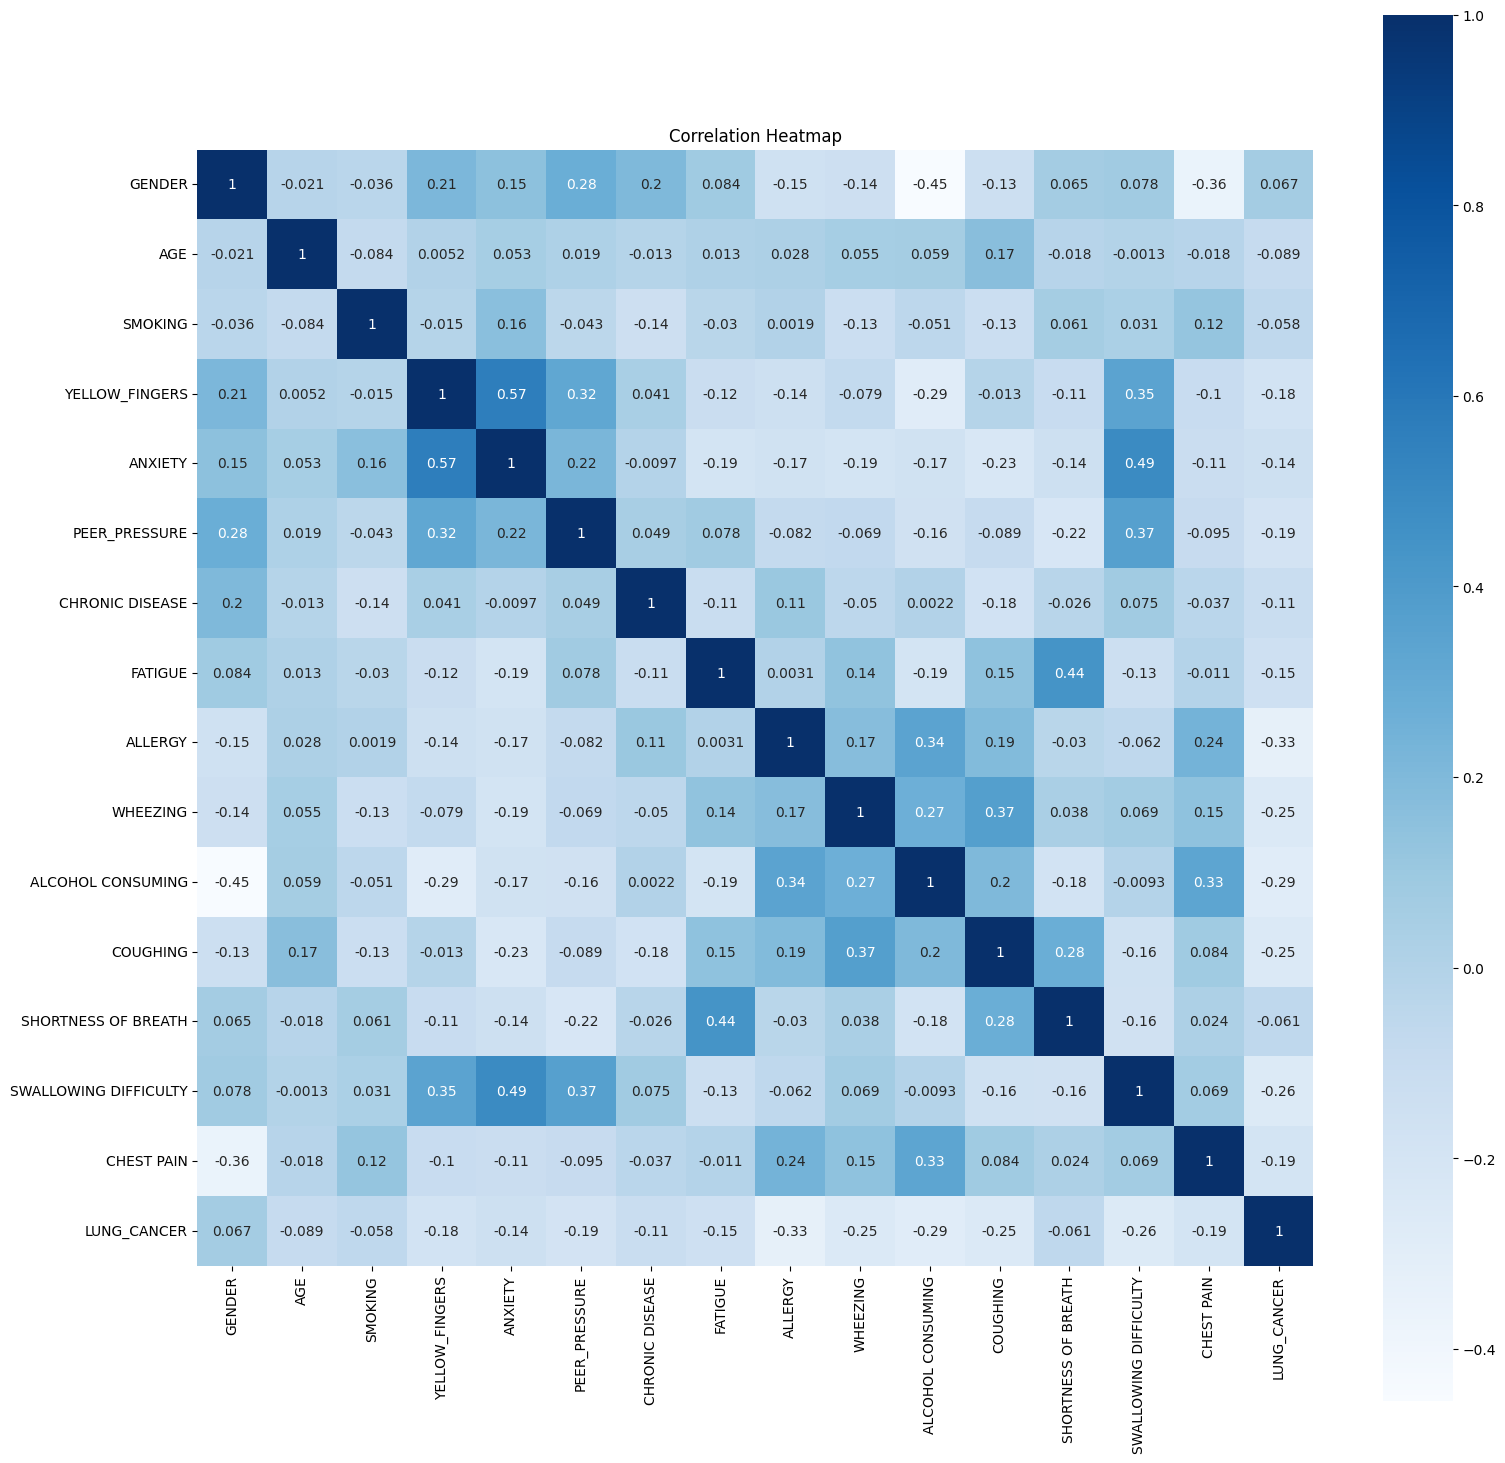 Correlation Heatmap
1.0
GENDER 1 -0.021 -0.036 0.21 0.15 0.28 0.2 0.084 -0.15 -0.14 -0.45 -0.13 0.065 0.078 -0.36 0.067
AGE -0.021 1 -0.084 0.0052 0.053 0.019 -0.013 0.013 0.028 0.055 0.059 0.17 -0.018 -0.0013 -0.018 -0.089
0.8
SMOKING -0.036 -0.084 1 -0.015 0.16 -0.043 -0.14 -0.03 0.0019 -0.13 -0.051 -0.13 0.061 0.031 0.12 -0.058
YELLOW_FINGERS 0.21 0.0052 -0.015 1 0.57 0.32 0.041 -0.12 -0.14 -0.079 -0.29 -0.013 -0.11 0.35 -0.1 -0.18
0.6
ANXIETY 0.15 0.053 0.16 0.57 1 0.22 -0.0097 -0.19 -0.17 -0.19 -0.17 -0.23 -0.14 0.49 -0.11 -0.14
PEER_PRESSURE 0.28 0.019 -0.043 0.32 0.22 1 0.049 0.078 -0.082 -0.069 -0.16 -0.089 -0.22 0.37 -0.095 -0.19
CHRONIC DISEASE 0.2 -0.013 -0.14 0.041 -0.0097 0.049 1 -0.11 0.11 -0.05 0.0022 -0.18 -0.026 0.075 -0.037 -0.11
0.4
FATIGUE 0.084 0.013 -0.03 -0.12 -0.19 0.078 -0.11 1 0.0031 0.14 -0.19 0.15 0.44 -0.13 -0.011 -0.15
ALLERGY -0.15 0.028 0.0019 -0.14 -0.17 -0.082 0.11 0.0031 1 0.17 0.34 0.19 -0.03 -0.062 0.24 -0.33
0.2
WHEEZING -0.14 0.055 -0.13 -0.079 -0.19 -0.069 -0.05 0.14 0.17 1 0.27 0.37 0.038 0.069 0.15 -0.25
ALCOHOL CONSUMING -0.45 0.059 -0.051 -0.29 -0.17 -0.16 0.0022 -0.19 0.34 0.27 1 0.2 -0.18 -0.0093 0.33 -0.29
COUGHING -0.13 0.17 -0.13 -0.013 -0.23 -0.089 -0.18 0.15 0.19 0.37 0.2 1 0.28 -0.16 0.084 -0.25
0.0
SHORTNESS OF BREATH 0.065 -0.018 0.061 -0.11 -0.14 -0.22 -0.026 0.44 -0.03 0.038 -0.18 0.28 1 -0.16 0.024 -0.061
SWALLOWING DIFFICULTY 0.078 -0.0013 0.031 0.35 0.49 0.37 0.075 -0.13 -0.062 0.069 -0.0093 -0.16 -0.16 1 0.069 -0.26
CHEST PAIN -0.36 -0.018 0.12 -0.1 -0.11 -0.095 -0.037 -0.011 0.24 0.15 0.33 0.084 0.024 0.069 1 -0.19
−0.2
LUNG_CANCER 0.067 -0.089 -0.058 -0.18 -0.14 -0.19 -0.11 -0.15 -0.33 -0.25 -0.29 -0.25 -0.061 -0.26 -0.19 1
−0.4
GENDER
AGE
SMOKING
YELLOW_FINGERS
ANXIETY
PEER_PRESSURE
CHRONIC DISEASE
FATIGUE
ALLERGY
WHEEZING
ALCOHOL CONSUMING
COUGHING
SHORTNESS OF BREATH
SWALLOWING DIFFICULTY
CHEST PAIN
LUNG_CANCER